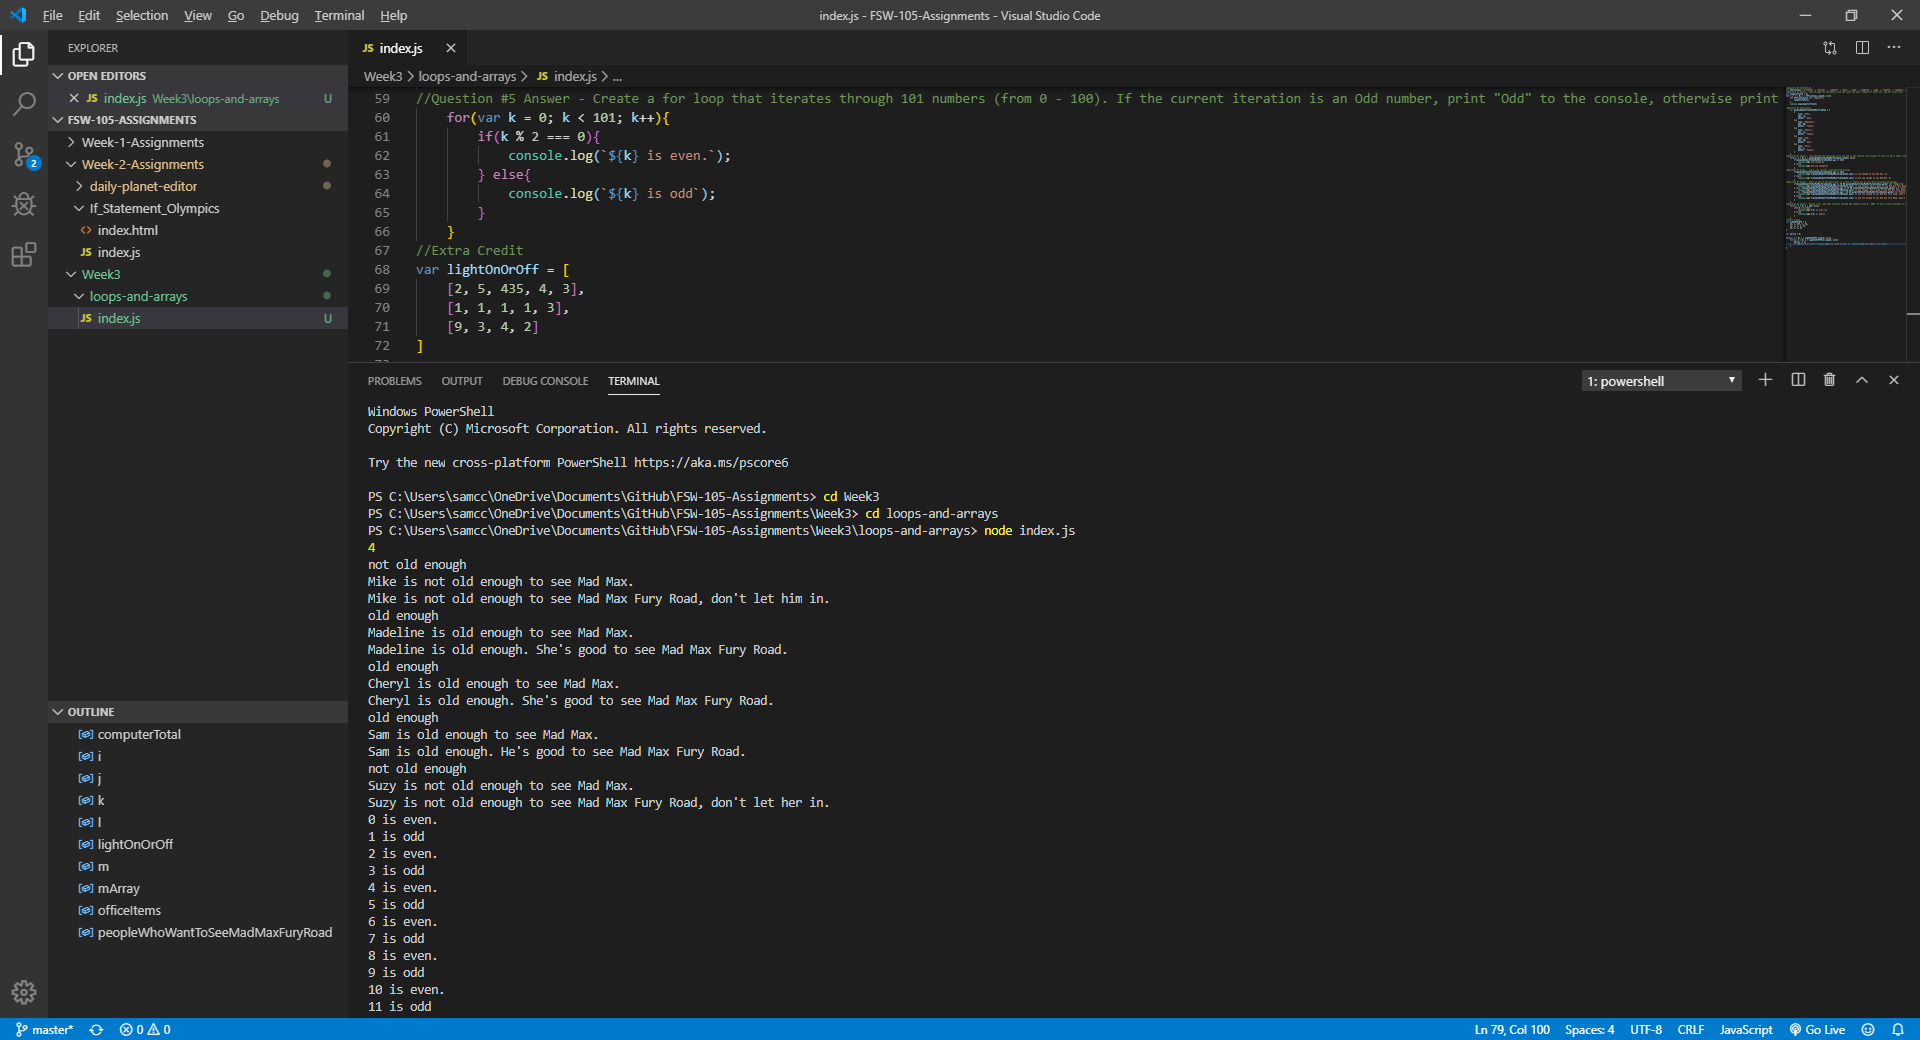 File Edit Selection View Go Debug Terminal Help
index.js - FSW-105-Assignments - Visual Studio Code
EXPLORER
OPEN EDITORS
JS index.js Week3\loops-and-arrays U
FSW-105-ASSIGNMENTS
Week-1-Assignments
Week-2-Assignments
daily-planet-editor
If_Statement_Olympics
<> index.html
JS index.js
Week3
loops-and-arrays
JS index.js U
2
OUTLINE
computerTotal
i
j
k
l
lightOnOrOff
m
mArray
officeItems
peopleWhoWantToSeeMadMaxFuryRoad
JS index.js
Week3 > loops-and-arrays > JS index.js > ...
59 //Question #5 Answer - Create a for loop that iterates through 101 numbers (from 0 - 100). If the current iteration is an Odd number, print "Odd" to the console, otherwise print
60 for(var k = 0; k < 101; k++){
61 if(k % 2 === 0){
62 console.log(`${k} is even.`);
63 } else{
64 console.log(`${k} is odd`);
65 }
66 }
67 //Extra Credit
68 var lightOnOrOff = [
69 [2, 5, 435, 4, 3],
70 [1, 1, 1, 1, 3],
71 [9, 3, 4, 2]
72 ]
PROBLEMS OUTPUT DEBUG CONSOLE TERMINAL
1: powershell
Windows PowerShell
Copyright (C) Microsoft Corporation. All rights reserved.
Try the new cross-platform PowerShell https://aka.ms/pscore6
PS C:\Users\samcc\OneDrive\Documents\GitHub\FSW-105-Assignments> cd Week3
PS C:\Users\samcc\OneDrive\Documents\GitHub\FSW-105-Assignments\Week3> cd loops-and-arrays
PS C:\Users\samcc\OneDrive\Documents\GitHub\FSW-105-Assignments\Week3\loops-and-arrays> node index.js
4
not old enough
Mike is not old enough to see Mad Max.
Mike is not old enough to see Mad Max Fury Road, don't let him in.
old enough
Madeline is old enough to see Mad Max.
Madeline is old enough. She's good to see Mad Max Fury Road.
old enough
Cheryl is old enough to see Mad Max.
Cheryl is old enough. She's good to see Mad Max Fury Road.
old enough
Sam is old enough to see Mad Max.
Sam is old enough. He's good to see Mad Max Fury Road.
not old enough
Suzy is not old enough to see Mad Max.
Suzy is not old enough to see Mad Max Fury Road, don't let her in.
0 is even.
1 is odd
2 is even.
3 is odd
4 is even.
5 is odd
6 is even.
7 is odd
8 is even.
9 is odd
10 is even.
11 is odd
master* 0 0
Ln 79, Col 100 Spaces: 4 UTF-8 CRLF JavaScript Go Live